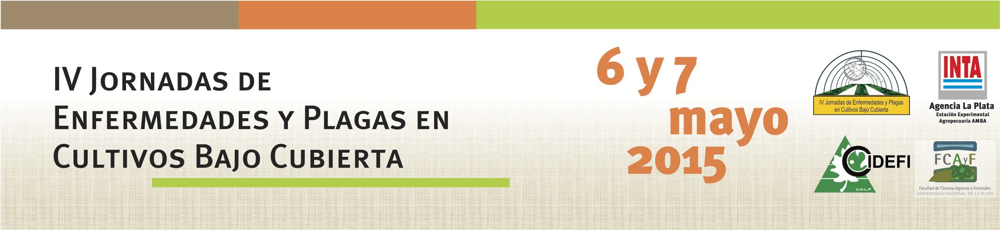 IV Jornadas de
Enfermedades y Plagas en
Cultivos Bajo Cubierta
6 y 7
mayo
2015
IV Jornadas de Enfermedades y Plagas
en Cultivos Bajo Cubierta
INTA
Agencia La Plata
Estación Experimental
Agropecuaria AMBA
CIDEFI
U.N.L.P
FCAyF
Facultad de Ciencias Agrarias y Forestales
UNIVERSIDAD NACIONAL DE LA PLATA